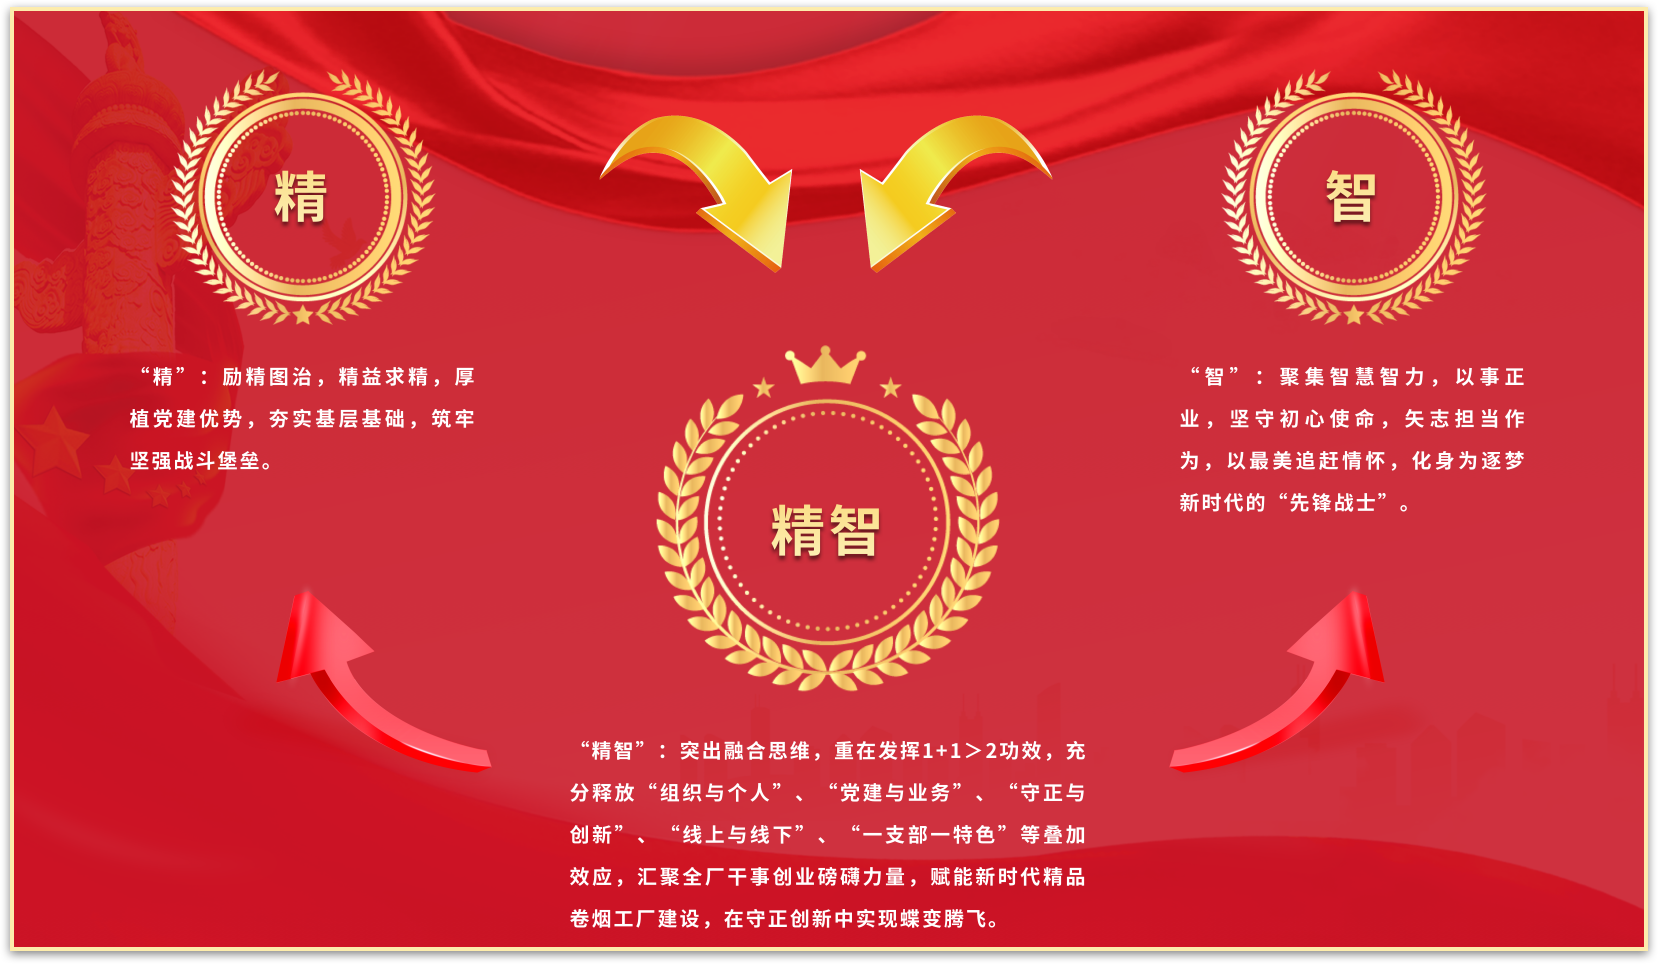 精
智
“精”：励精图治，精益求精，厚
植党建优势，夯实基层基础，筑牢
坚强战斗堡垒。
“智”：聚集智慧智力，以事正
业，坚守初心使命，矢志担当作
为，以最美追赶情怀，化身为逐梦
新时代的“先锋战士”。
精智
“精智”：突出融合思维，重在发挥1+1＞2功效，充
分释放“组织与个人”、“党建与业务”、“守正与
创新”、“线上与线下”、“一支部一特色”等叠加
效应，汇聚全厂干事创业磅礴力量，赋能新时代精品
卷烟工厂建设，在守正创新中实现蝶变腾飞。